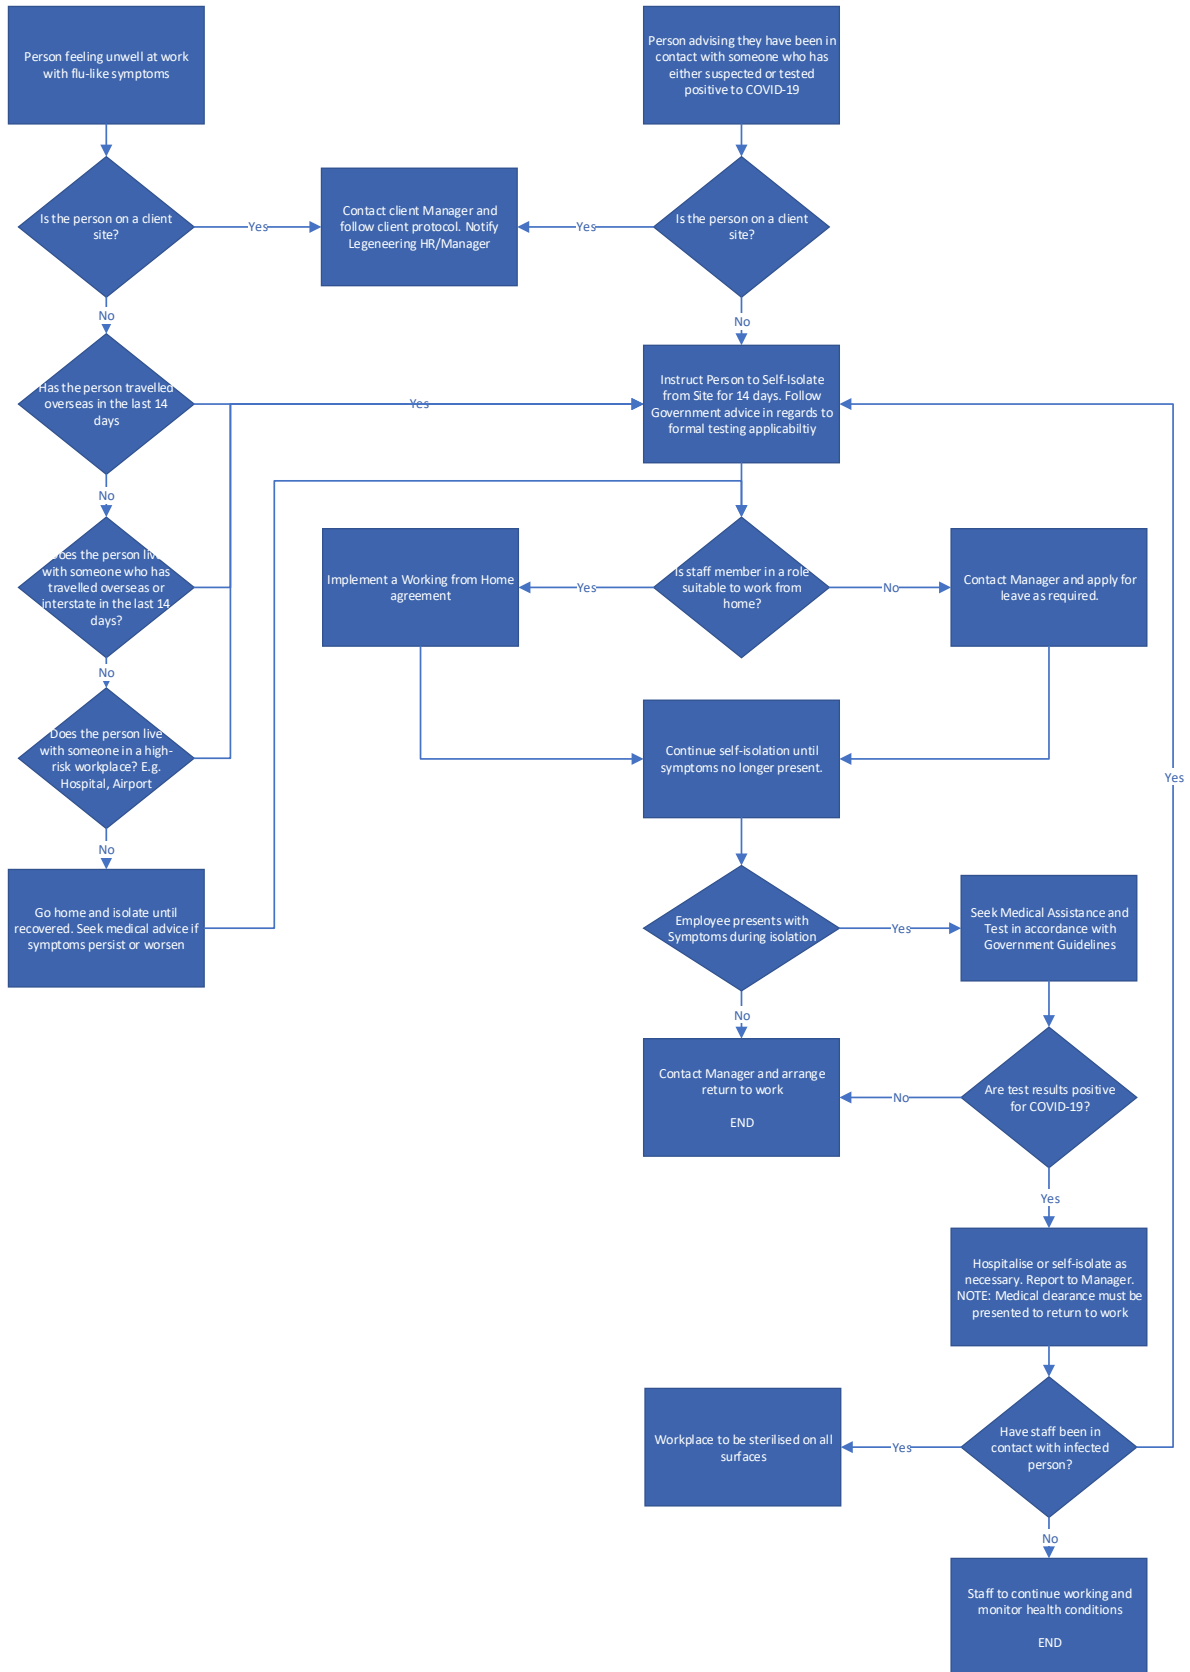 Person feeling unwell at work
with flu-like symptoms
Person advising they have been in
contact with someone who has
either suspected or tested
positive to COVID-19
Is the person on a client
site?
Yes
Contact client Manager and
follow client protocol. Notify
Legeneering HR/Manager
Yes
Is the person on a client
site?
No
No
Has the person travelled
overseas in the last 14
days
Yes
Instruct Person to Self-Isolate
from Site for 14 days. Follow
Government advice in regards to
formal testing applicabiltiy
No
Does the person live
with someone who has
travelled overseas or
interstate in the last 14
days?
Implement a Working from Home
agreement
Yes
Is staff member in a role
suitable to work from
home?
No
Contact Manager and apply for
leave as required.
No
Does the person live
with someone in a high-
risk workplace? E.g.
Hospital, Airport
Continue self-isolation until
symptoms no longer present.
Yes
No
Go home and isolate until
recovered. Seek medical advice if
symptoms persist or worsen
Employee presents with
Symptoms during isolation
Yes
Seek Medical Assistance and
Test in accordance with
Government Guidelines
No
Contact Manager and arrange
return to work
END
No
Are test results positive
for COVID-19?
Yes
Hospitalise or self-isolate as
necessary. Report to Manager.
NOTE: Medical clearance must be
presented to return to work
Workplace to be sterilised on all
surfaces
Yes
Have staff been in
contact with infected
person?
No
Staff to continue working and
monitor health conditions
END